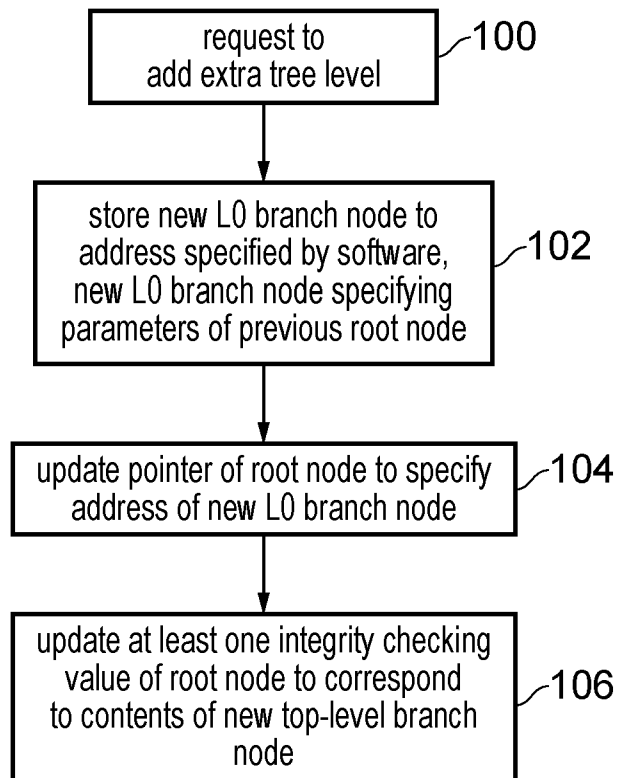 request to
add extra tree level
100
store new L0 branch node to
address specified by software,
new L0 branch node specifying
parameters of previous root node
102
update pointer of root node to specify
address of new L0 branch node
104
update at least one integrity checking
value of root node to correspond
to contents of new top-level branch
node
106